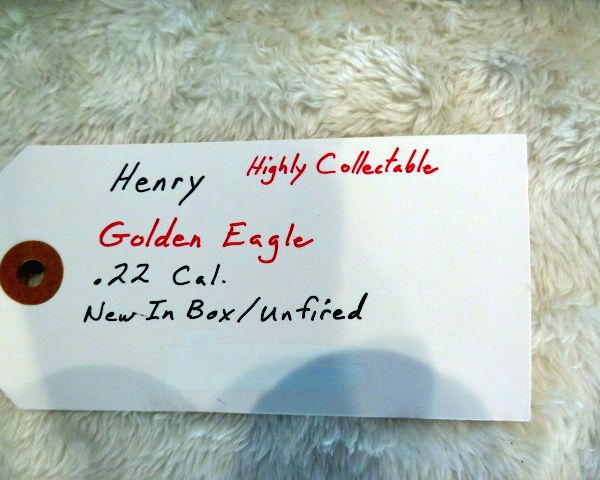 Henry Highly Collectable
Golden Eagle
.22 Cal.
New In Box/Unfired